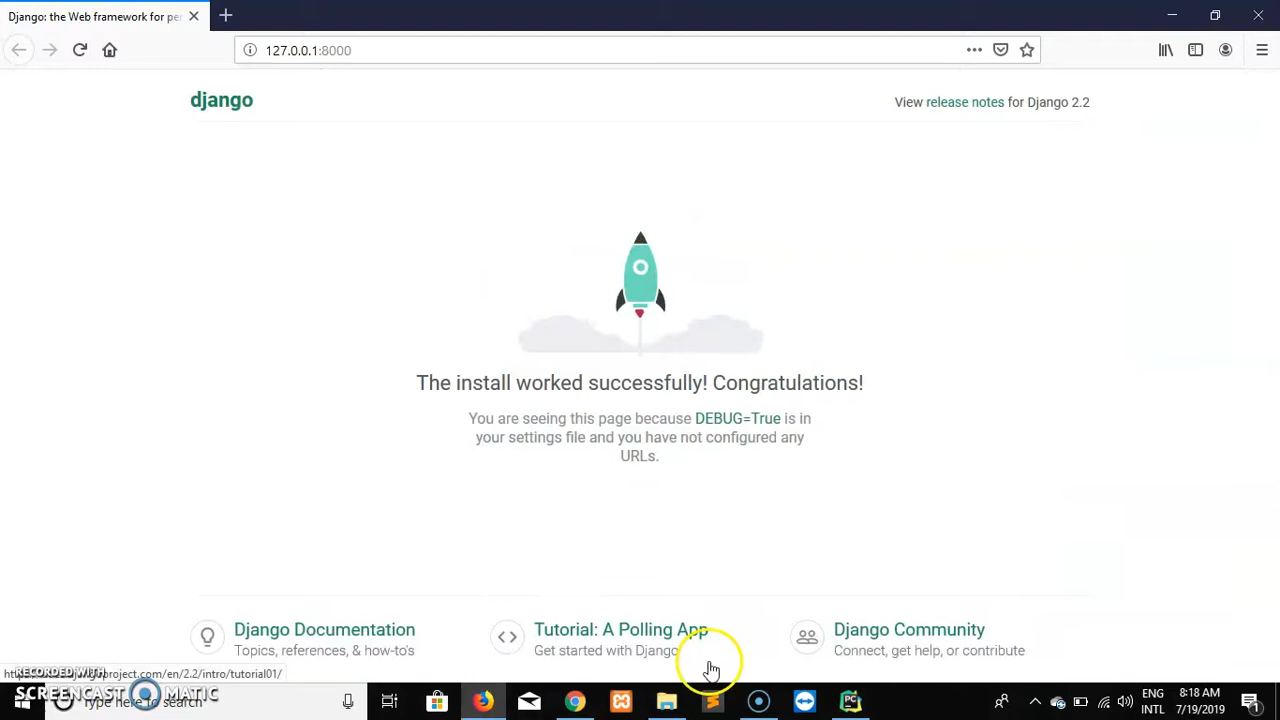 Django: the Web framework for pe
127.0.0.1:8000
django
View release notes for Django 2.2
The install worked successfully! Congratulations!
You are seeing this page because DEBUG=True is in
your settings file and you have not configured any
URLs.
Django Documentation
Topics, references, & how-to's
Tutorial: A Polling App
Get started with Django
Django Community
Connect, get help, or contribute
project.com/en/2.2/intro/tutorial01/
RECORDED WITH
SCREENCAST MATIC
Type here to search
ENG
INTL
8:18 AM
7/19/2019